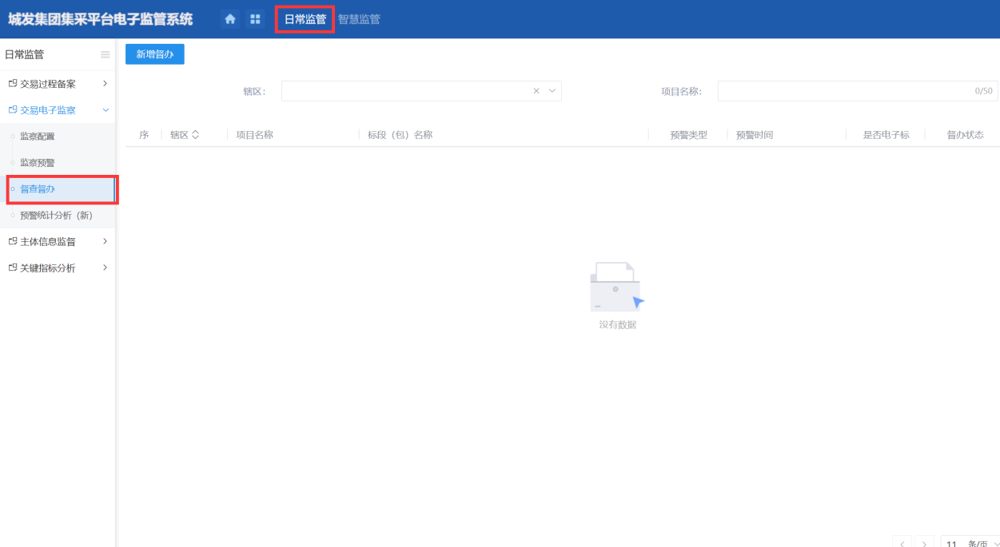 城发集团集采平台电子监管系统 日常监管 智慧监管
日常监管
新增督办
交易过程备案
辖区：
项目名称：
0/50
交易电子监察
监察配置
序 辖区 项目名称 标段（包）名称 预警类型 预警时间 是否电子标 督办状态
监察预警
督查督办
预警统计分析（新）
主体信息监督
关键指标分析
没有数据
11 条/页